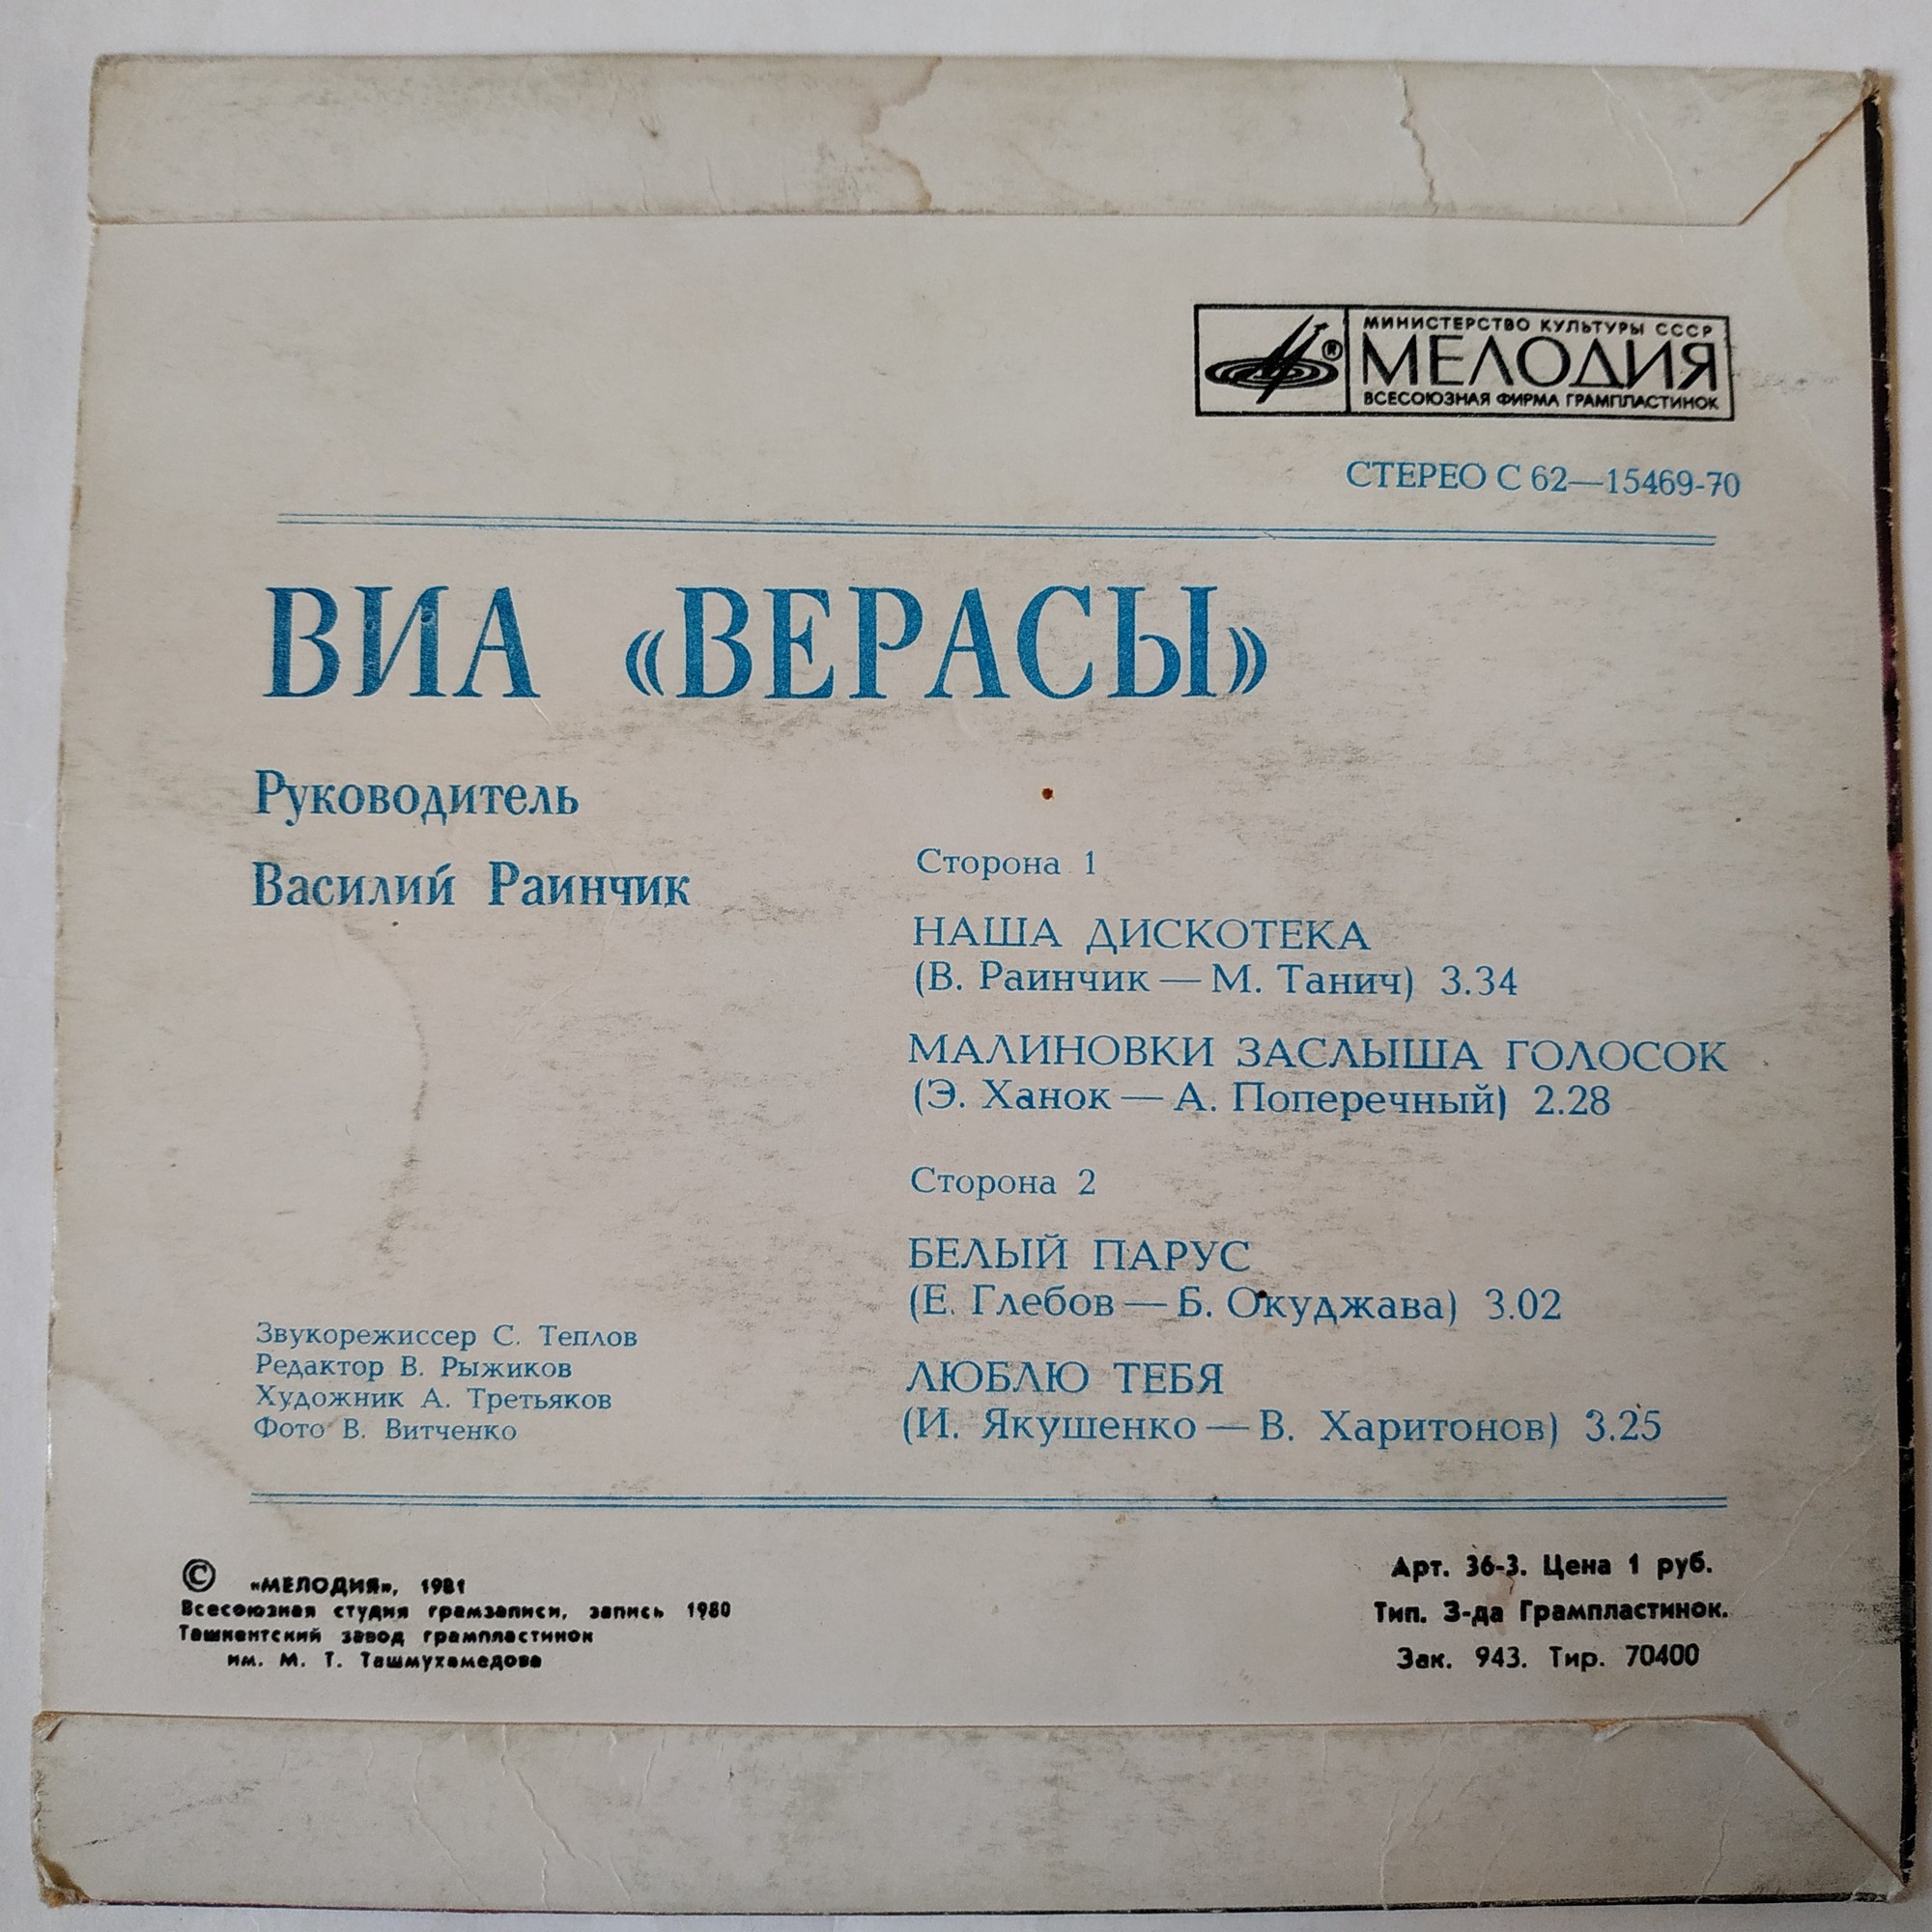 МИНИСТЕРСТВО КУЛЬТУРЫ СССР
МЕЛОДИЯ
ВСЕСОЮЗНАЯ ФИРМА ГРАМПЛАСТИНОК
®
СТЕРЕО С 62—15469-70
ВИА «ВЕРАСЫ»
Руководитель
Василий Раинчик
Сторона 1
НАША ДИСКОТЕКА
(В. Раинчик — М. Танич) 3.34
МАЛИНОВКИ ЗАСЛЫША ГОЛОСОК
(Э. Ханок — А. Поперечный) 2.28
Сторона 2
БЕЛЫЙ ПАРУС
(Е. Глебов — Б. Окуджава) 3.02
ЛЮБЛЮ ТЕБЯ
(И. Якушенко — В. Харитонов) 3.25
Звукорежиссер С. Теплов
Редактор В. Рыжиков
Художник А. Третьяков
Фото В. Витченко
© «МЕЛОДИЯ», 1981
Всесоюзная студия грамзаписи, запись 1980
Ташкентский завод грампластинок
им. М. Т. Ташмухамедова
Арт. 36-3. Цена 1 руб.
Тип. З-да Грампластинок.
Зак. 943. Тир. 70400